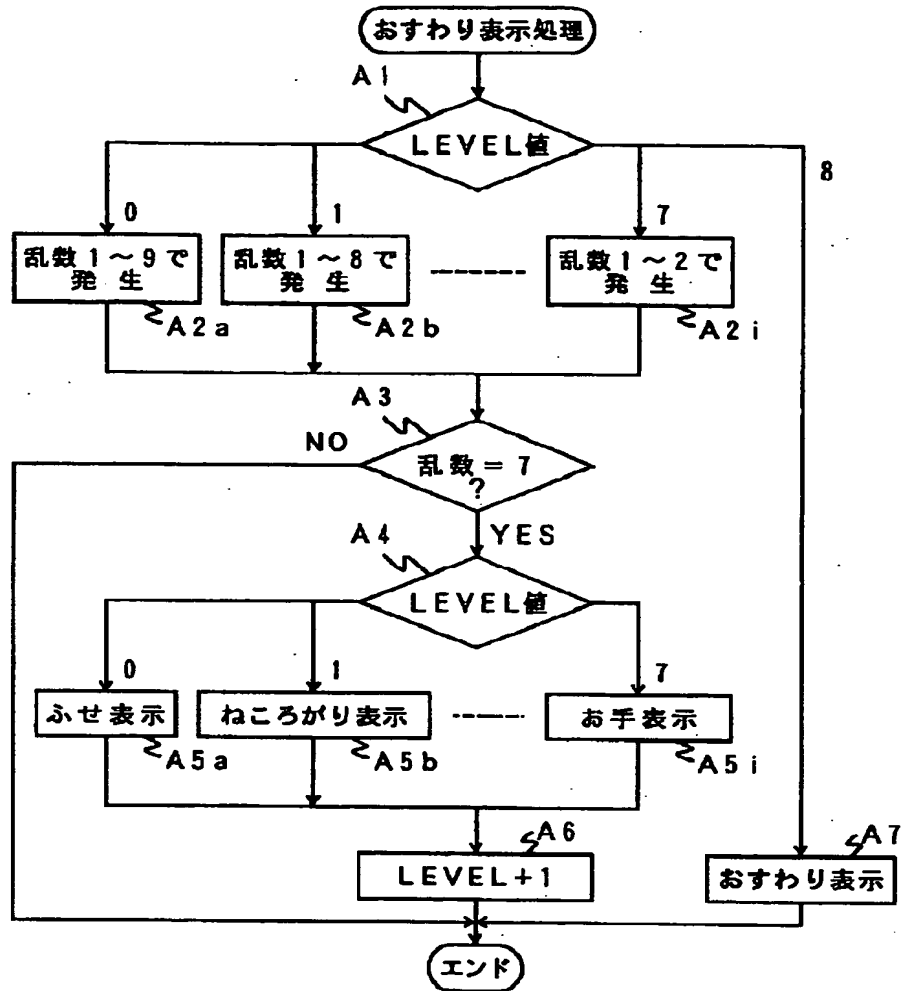 おすわり表示処理
A1
LEVEL値
0
1
7
8
乱数1～9で
発生
乱数1～8で
発生
乱数1～2で
発生
A2a
A2b
A2i
A3
NO
乱数＝7
?
A4
YES
LEVEL値
0
1
7
ふせ表示
ねころがり表示
お手表示
A5a
A5b
A5i
A6
A7
LEVEL+1
おすわり表示
エンド